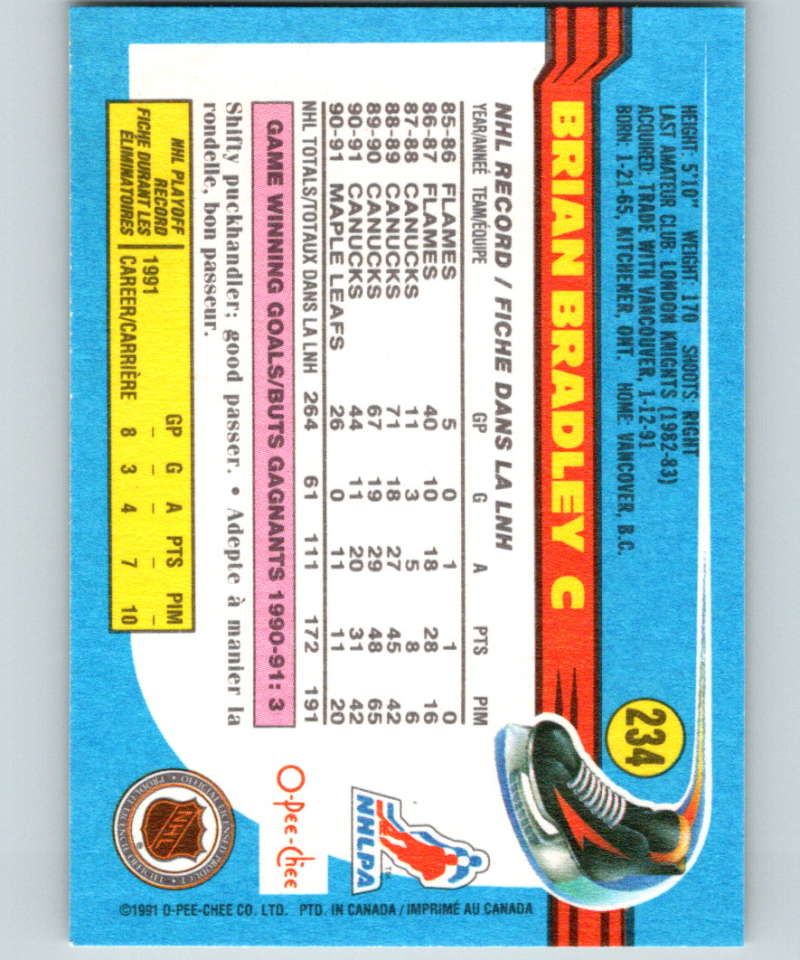 HEIGHT: 5'10" WEIGHT: 170 SHOOTS: RIGHT
LAST AMATEUR CLUB: LONDON KNIGHTS (1982-83)
ACQUIRED: TRADE WITH VANCOUVER, 1-12-91
BORN: 1-21-65, KITCHENER, ONT. HOME: VANCOUVER, B.C.
234
BRIAN BRADLEY C
NHL RECORD / FICHE DANS LA LNH
YEAR/ANNÉE TEAM/ÉQUIPE GP G A PTS PIM
85-86 FLAMES 5 0 1 1 0
86-87 FLAMES 40 10 18 28 16
87-88 CANUCKS 11 3 5 8 6
88-89 CANUCKS 71 18 27 45 42
89-90 CANUCKS 67 19 29 48 65
90-91 CANUCKS 44 11 20 31 42
90-91 MAPLE LEAFS 26 0 11 11 20
NHL TOTALS/TOTAUX DANS LA LNH 264 61 111 172 191
GAME WINNING GOALS/BUTS GAGNANTS 1990-91: 3
Shifty puckhandler; good passer. • Adepte à manier la
rondelle, bon passeur.
NHL PLAYOFF
RECORD
FICHE DURANT LES
ÉLIMINATOIRES
GP G A PTS PIM
1991 – – – – –
CAREER/CARRIÈRE 8 3 4 7 10
NHLPA
TM
O-Pee-Chee
• OFFICIAL LICENSED PRODUCT •
PRODUIT LICENCIÉ OFFICIEL
NHL
®
©1991 O-PEE-CHEE CO. LTD. PTD. IN CANADA / IMPRIMÉ AU CANADA